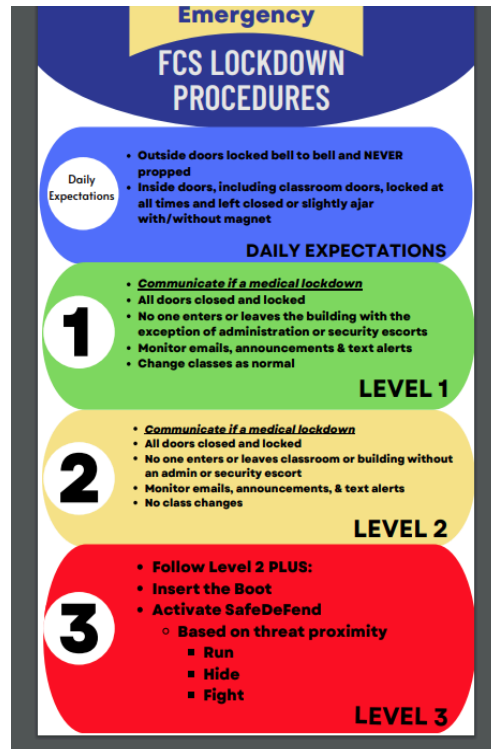 Emergency
FCS LOCKDOWN
PROCEDURES
Daily
Expectations
• Outside doors locked bell to bell and NEVER
propped
• Inside doors, including classroom doors, locked at
all times and left closed or slightly ajar
with/without magnet
DAILY EXPECTATIONS
1
• Communicate if a medical lockdown
• All doors closed and locked
• No one enters or leaves the building with the
exception of administration or security escorts
• Monitor emails, announcements & text alerts
• Change classes as normal
LEVEL 1
2
• Communicate if a medical lockdown
• All doors closed and locked
• No one enters or leaves classroom or building without
an admin or security escort
• Monitor emails, announcements, & text alerts
• No class changes
LEVEL 2
3
• Follow Level 2 PLUS:
• Insert the Boot
• Activate SafeDeFend
○ Based on threat proximity
▪ Run
▪ Hide
▪ Fight
LEVEL 3